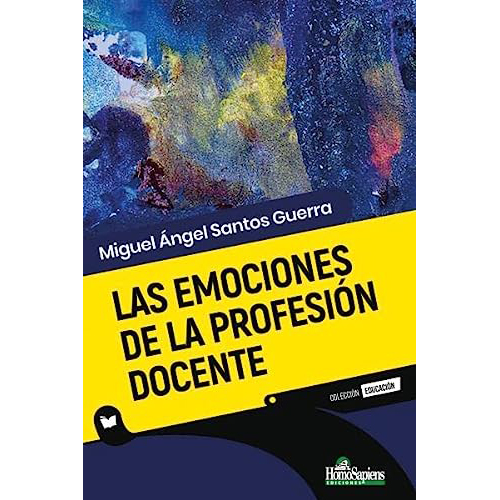 Miguel Ángel Santos Guerra
LAS EMOCIONES
DE LA PROFESIÓN
DOCENTE
COLECCIÓN EDUCACIÓN
HomoSapiens
EDICIONES